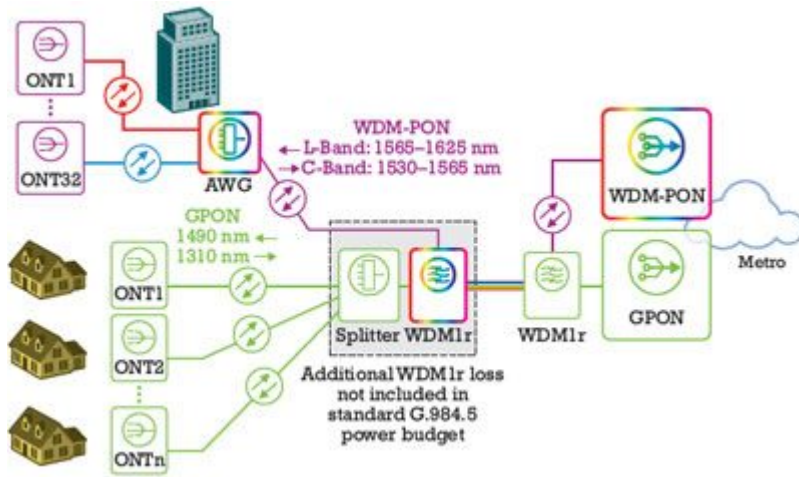 ONT1
ONT32
AWG
WDM-PON
L-Band: 1565–1625 nm
C-Band: 1530–1565 nm
WDM-PON
Metro
GPON
1490 nm
1310 nm
ONT1
ONT2
ONTn
Splitter
WDM1r
WDM1r
GPON
Additional WDM1r loss
not included in
standard G.984.5
power budget